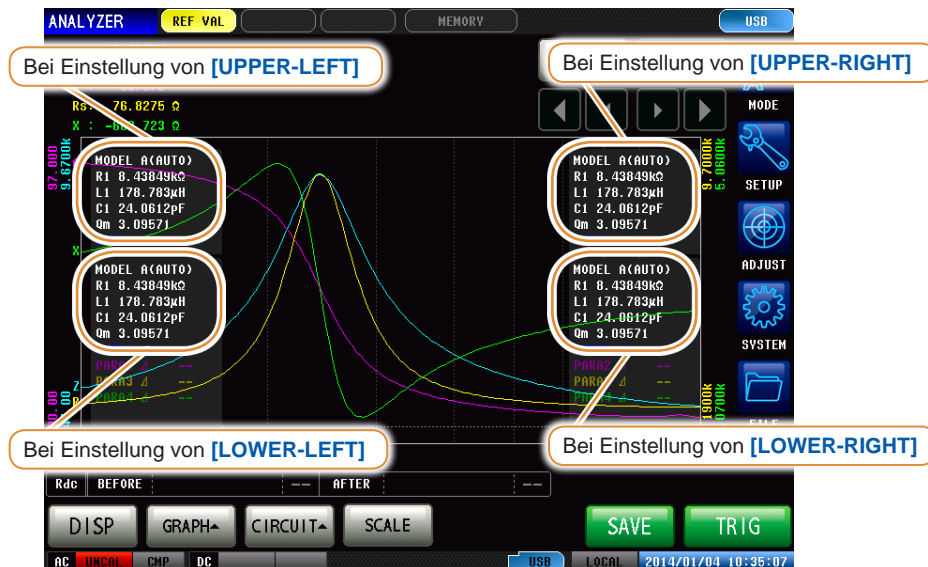 ANALYZER REF VAL MEMORY USB
Bei Einstellung von [UPPER-LEFT]
Bei Einstellung von [UPPER-RIGHT]
Rs: 76.8275 Ω
MODE
97.000
9.6700k
MODEL A(AUTO)
R1 8.43849kΩ
L1 178.783μH
C1 24.0612pF
Qm 3.09571
MODEL A(AUTO)
R1 8.43849kΩ
L1 178.783μH
C1 24.0612pF
Qm 3.09571
9.7000k
5.0600k
SETUP
X
MODEL A(AUTO)
R1 8.43849kΩ
L1 178.783μH
C1 24.0612pF
Qm 3.09571
MODEL A(AUTO)
R1 8.43849kΩ
L1 178.783μH
C1 24.0612pF
Qm 3.09571
ADJUST
SYSTEM
PARA3 Δ --
PARA2 --
Z
Bei Einstellung von [LOWER-LEFT]
Bei Einstellung von [LOWER-RIGHT]
Rdc BEFORE -- AFTER --
DISP GRAPH CIRCUIT SCALE SAVE TRIG
AC UNCAL CMP DC USB LOCAL 2014/01/04 10:35:07